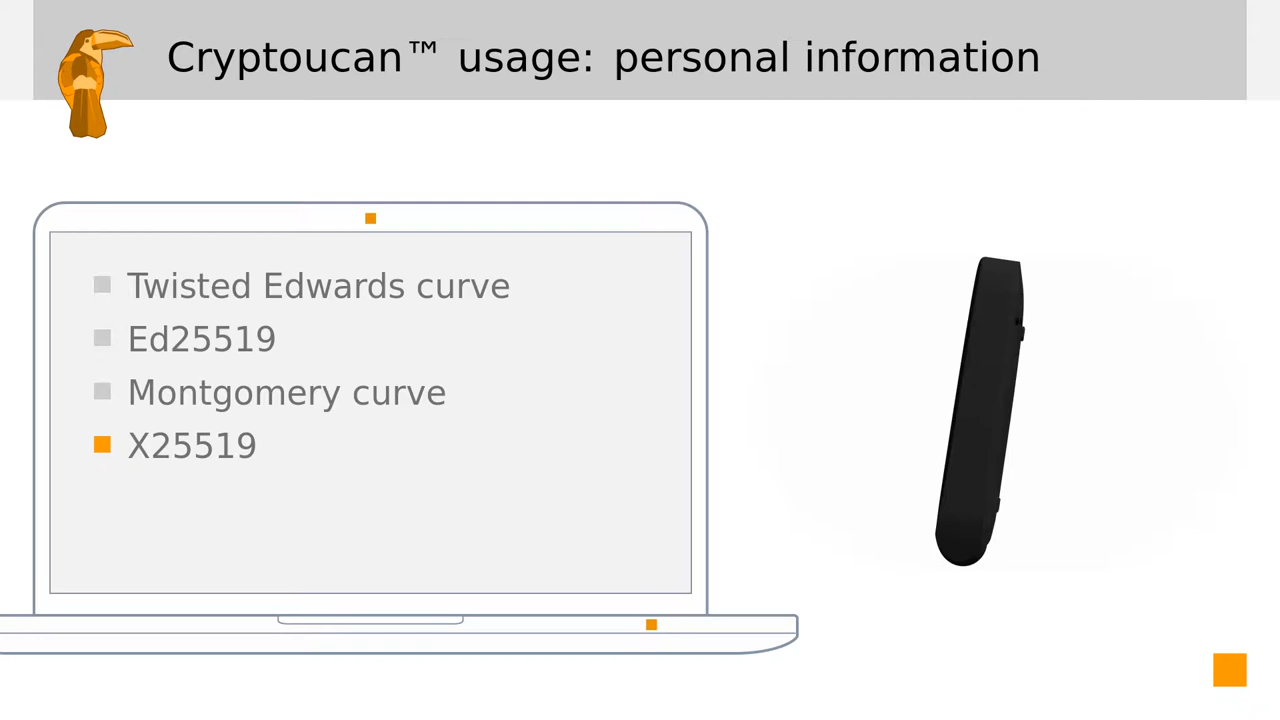 Cryptoucan™ usage: personal information
Twisted Edwards curve
Ed25519
Montgomery curve
X25519